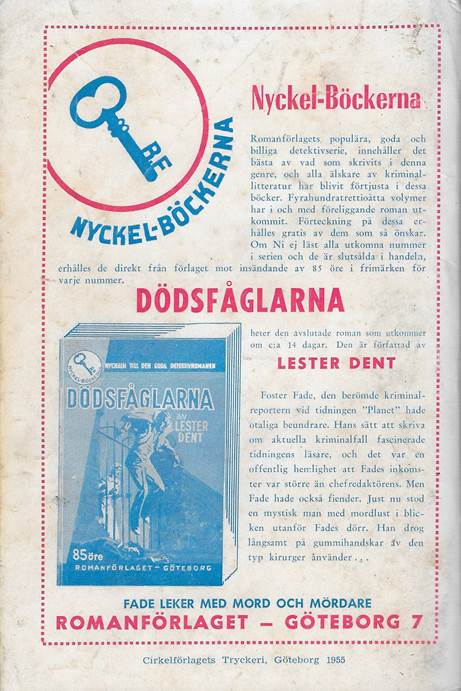 RF
NYCKEL-BÖCKERNA
Nyckel-Böckerna
Romanförlagets populära, goda och
billiga detektivserie, innehåller det
bästa av vad som skrivits i denna
genre, och alla älskare av kriminal-
litteratur har blivit förtjusta i dessa
böcker. Fyrahundratrettioåtta volymer
har i och med föreliggande roman ut-
kommit. Förteckning på dessa er-
hålles gratis av dem som så önskar.
Om Ni ej läst alla utkomna nummer
i serien och de är slutsålda i handeln,
erhålles de direkt från förlaget mot insändande av 85 öre i frimärken för
varje nummer.
DÖDSFÅGLARNA
heter den avslutade roman som utkommer
om c:a 14 dagar. Den är författad av
LESTER DENT
NYCKELN TILL DEN GODA DETEKTIVROMANEN
DÖDSFÅGLARNA
AV
LESTER
DENT
85 öre
ROMANFÖRLAGET – GÖTEBORG
Foster Fade, den berömde kriminal-
reportern vid tidningen "Planet" hade
otaliga beundrare. Hans sätt att skriva
om aktuella kriminalfall fascinerade
tidningens läsare, och det var en
offentlig hemlighet att Fades inkoms-
ter var större än chefredaktörens. Men
Fade hade också fiender. Just nu stod
en mystisk man med mordlust i blic-
ken utanför Fades dörr. Han drog
långsamt på gummihandskar av den
typ kirurger använder . . .
FADE LEKER MED MORD OCH MÖRDARE
ROMANFÖRLAGET – GÖTEBORG 7
Cirkelförlagets Tryckeri, Göteborg 1955